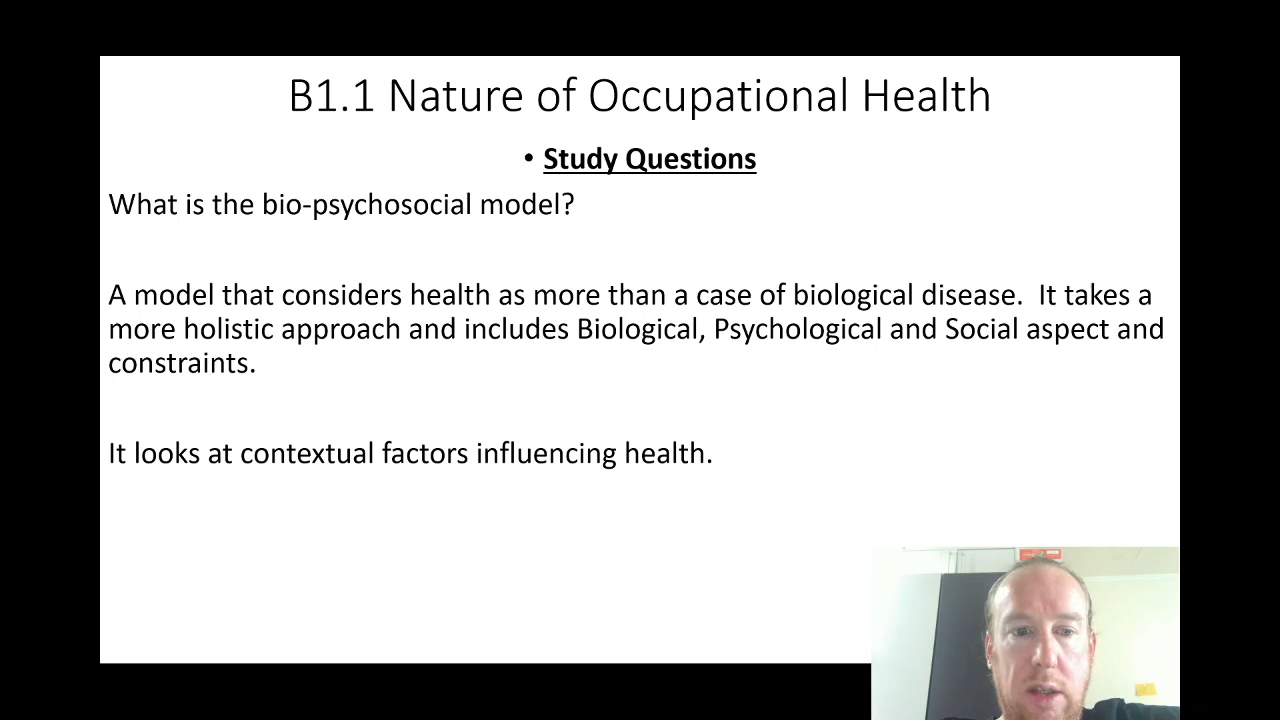 B1.1 Nature of Occupational Health
• Study Questions
What is the bio-psychosocial model?
A model that considers health as more than a case of biological disease.  It takes a
more holistic approach and includes Biological, Psychological and Social aspect and
constraints.
It looks at contextual factors influencing health.